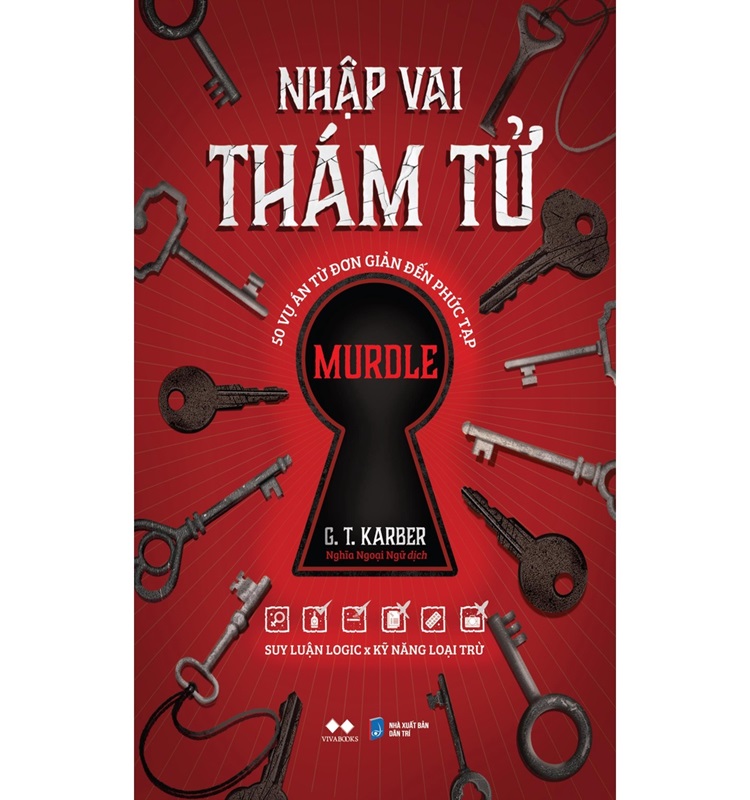 NHẬP VAI
THÁM TỬ
50 VỤ ÁN TỪ ĐƠN GIẢN ĐẾN PHỨC TẠP
MURDLE
G. T. KARBER
Nghĩa Ngoại Ngữ dịch
SUY LUẬN LOGIC x KỸ NĂNG LOẠI TRỪ
VIVABOOKS
NHÀ XUẤT BẢN
DÂN TRÍ